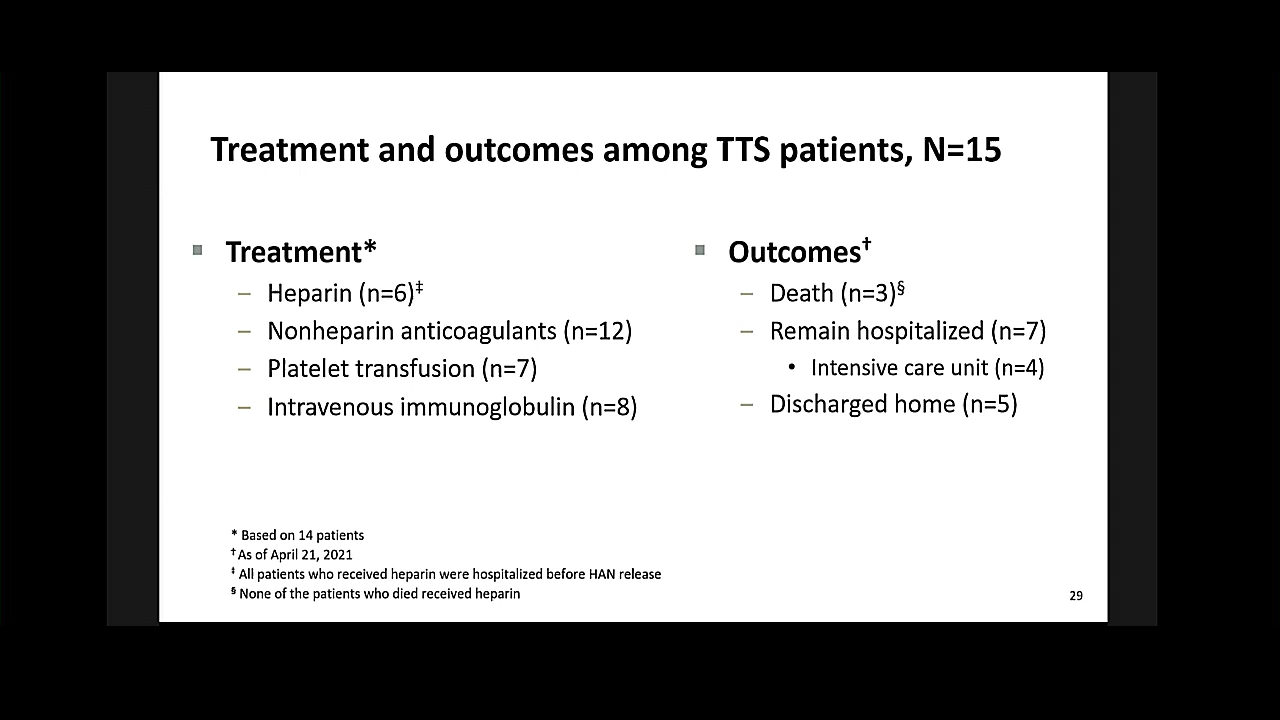 Treatment and outcomes among TTS patients, N=15
▪ Treatment*
– Heparin (n=6)‡
– Nonheparin anticoagulants (n=12)
– Platelet transfusion (n=7)
– Intravenous immunoglobulin (n=8)
▪ Outcomes†
– Death (n=3)§
– Remain hospitalized (n=7)
• Intensive care unit (n=4)
– Discharged home (n=5)
* Based on 14 patients
† As of April 21, 2021
‡ All patients who received heparin were hospitalized before HAN release
§ None of the patients who died received heparin
29